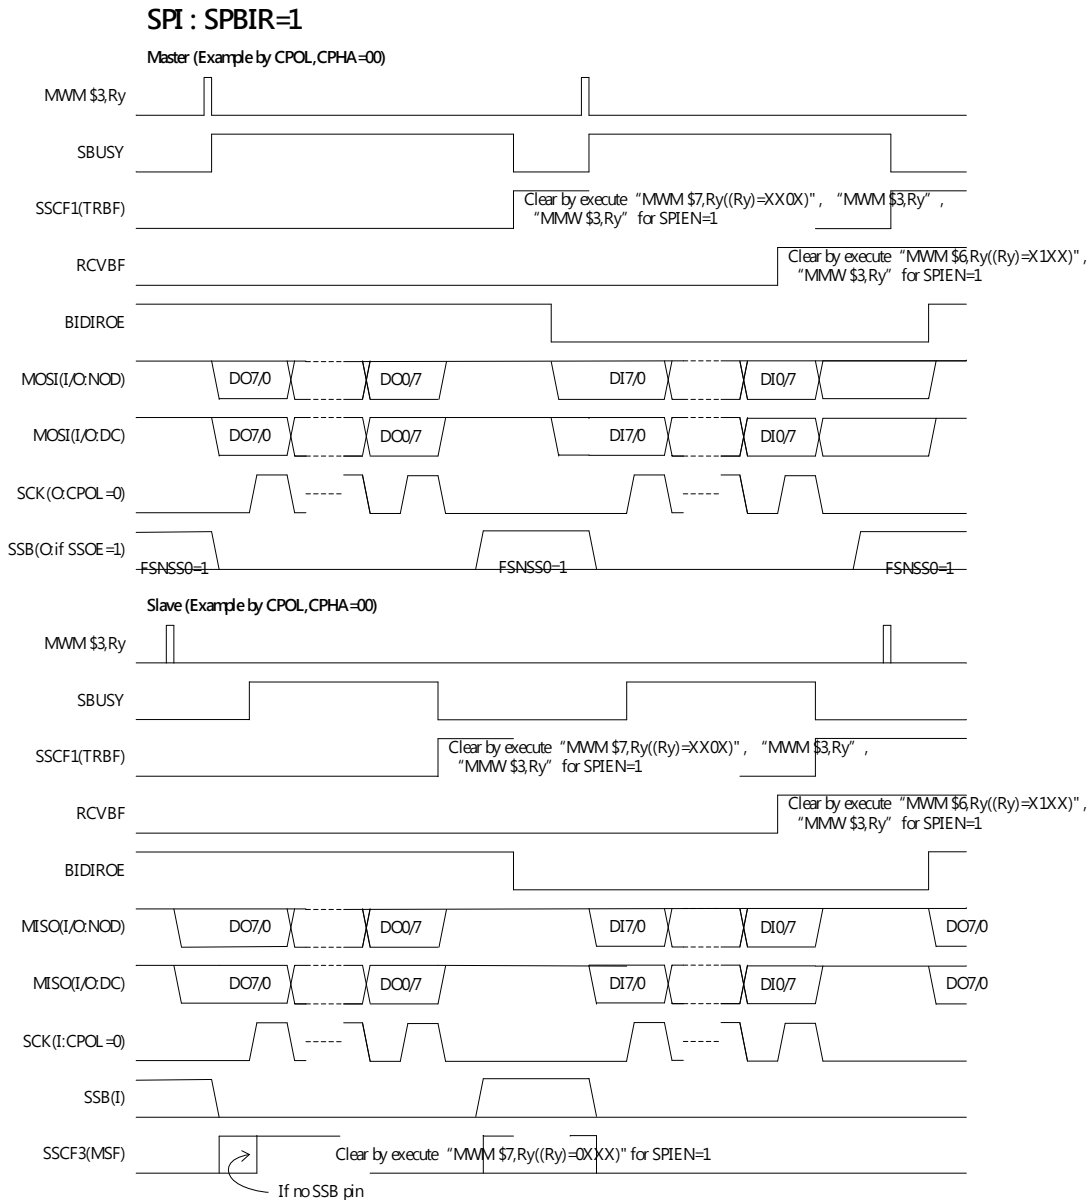 SPI : SPBIR=1
Master (Example by CPOL,CPHA=00)
MWM $3,Ry
SBUSY
SSCF1(TRBF)
Clear by execute “MWM $7,Ry((Ry)=XX0X)", “MWM $3,Ry” ,
“MMW $3,Ry” for SPIEN=1
RCVBF
Clear by execute “MWM $6,Ry((Ry)=X1XX)" ,
“MMW $3,Ry” for SPIEN=1
BIDIROE
MOSI(I/O:NOD) DO7/0 DO0/7 DI7/0 DI0/7
MOSI(I/O:DC) DO7/0 DO0/7 DI7/0 DI0/7
SCK(O:CPOL=0)
SSB(O:if SSOE=1)
FSNSS0=1 FSNSS0=1 FSNSS0=1
Slave (Example by CPOL,CPHA=00)
MWM $3,Ry
SBUSY
SSCF1(TRBF)
Clear by execute “MWM $7,Ry((Ry)=XX0X)", “MWM $3,Ry” ,
“MMW $3,Ry” for SPIEN=1
RCVBF
Clear by execute “MWM $6,Ry((Ry)=X1XX)" ,
“MMW $3,Ry” for SPIEN=1
BIDIROE
MISO(I/O:NOD) DO7/0 DO0/7 DI7/0 DI0/7 DO7/0
MISO(I/O:DC) DO7/0 DO0/7 DI7/0 DI0/7 DO7/0
SCK(I:CPOL=0)
SSB(I)
SSCF3(MSF) Clear by execute “MWM $7,Ry((Ry)=0XXX)" for SPIEN=1
If no SSB pin